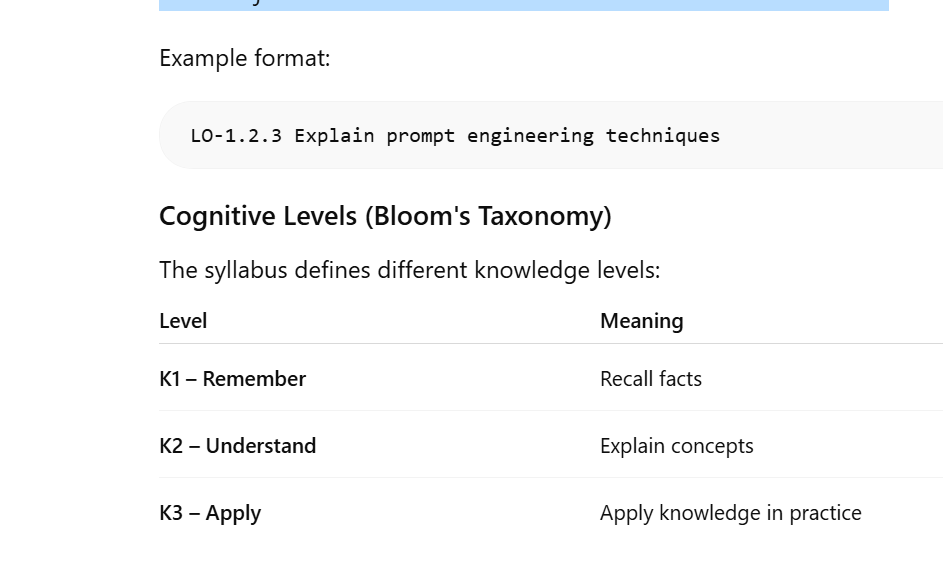 Example format:
LO-1.2.3 Explain prompt engineering techniques
Cognitive Levels (Bloom's Taxonomy)
The syllabus defines different knowledge levels:
Level Meaning
K1 – Remember Recall facts
K2 – Understand Explain concepts
K3 – Apply Apply knowledge in practice